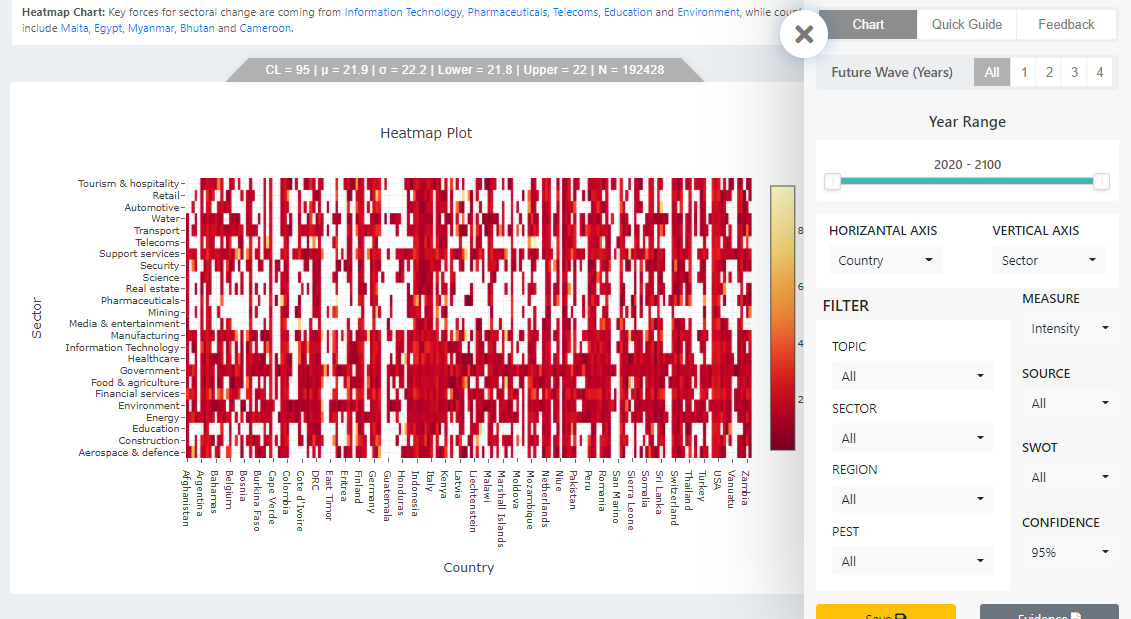 Heatmap Chart: Key forces for sectoral change are coming from Information Technology, Pharmaceuticals, Telecoms, Education and Environment, while
include Malta, Egypt, Myanmar, Bhutan and Cameroon.
CL = 95 | μ = 21.9 | σ = 22.2 | Lower = 21.8 | Upper = 22 | N = 192428
Heatmap Plot
Sector
Tourism & hospitality
Retail
Automotive
Water
Transport
Telecoms
Support services
Security
Science
Real estate
Pharmaceuticals
Mining
Media & entertainment
Manufacturing
Information Technology
Healthcare
Government
Food & agriculture
Financial services
Environment
Energy
Education
Construction
Aerospace & defence
Afghanistan
Argentina
Bahamas
Belgium
Bosnia
Burkina Faso
Cape Verde
Colombia
Cote d'Ivoire
DRC
East Timor
Eritrea
Finland
Germany
Guatemala
Honduras
Indonesia
Italy
Kenya
Latvia
Liechtenstein
Malawi
Marshall Islands
Moldova
Mozambique
Netherlands
Niue
Pakistan
Peru
Romania
San Marino
Sierra Leone
Somalia
Sri Lanka
Switzerland
Thailand
Turkey
USA
Vanuatu
Zambia
Country
8
6
4
2
Chart
Quick Guide
Feedback
Future Wave (Years)
All
1
2
3
4
Year Range
2020 - 2100
HORIZANTAL AXIS
Country
VERTICAL AXIS
Sector
FILTER
TOPIC
All
SECTOR
All
REGION
All
PEST
All
MEASURE
Intensity
SOURCE
All
SWOT
All
CONFIDENCE
95%
Save
Evidence